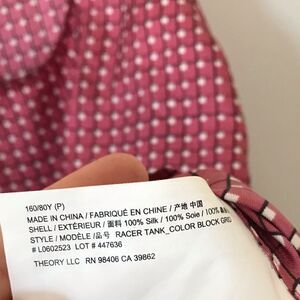 160/80Y (P)
MADE IN CHINA / FABRIQUÉ EN CHINE / 产地 中国
SHELL / EXTÉRIEUR / 面料 100% Silk / 100% Soie / 100%
STYLE / MODÈLE /品号 RACER TANK_COLOR BLOCK GRID
# L0602523 LOT # 447636
THEORY LLC RN 98406 CA 39862